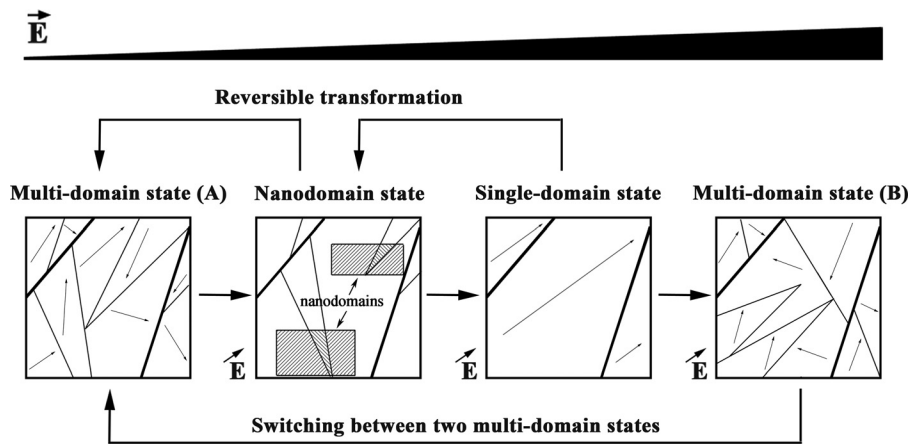 E
Reversible transformation
Multi-domain state (A) Nanodomain state Single-domain state Multi-domain state (B)
nanodomains
E E E
Switching between two multi-domain states